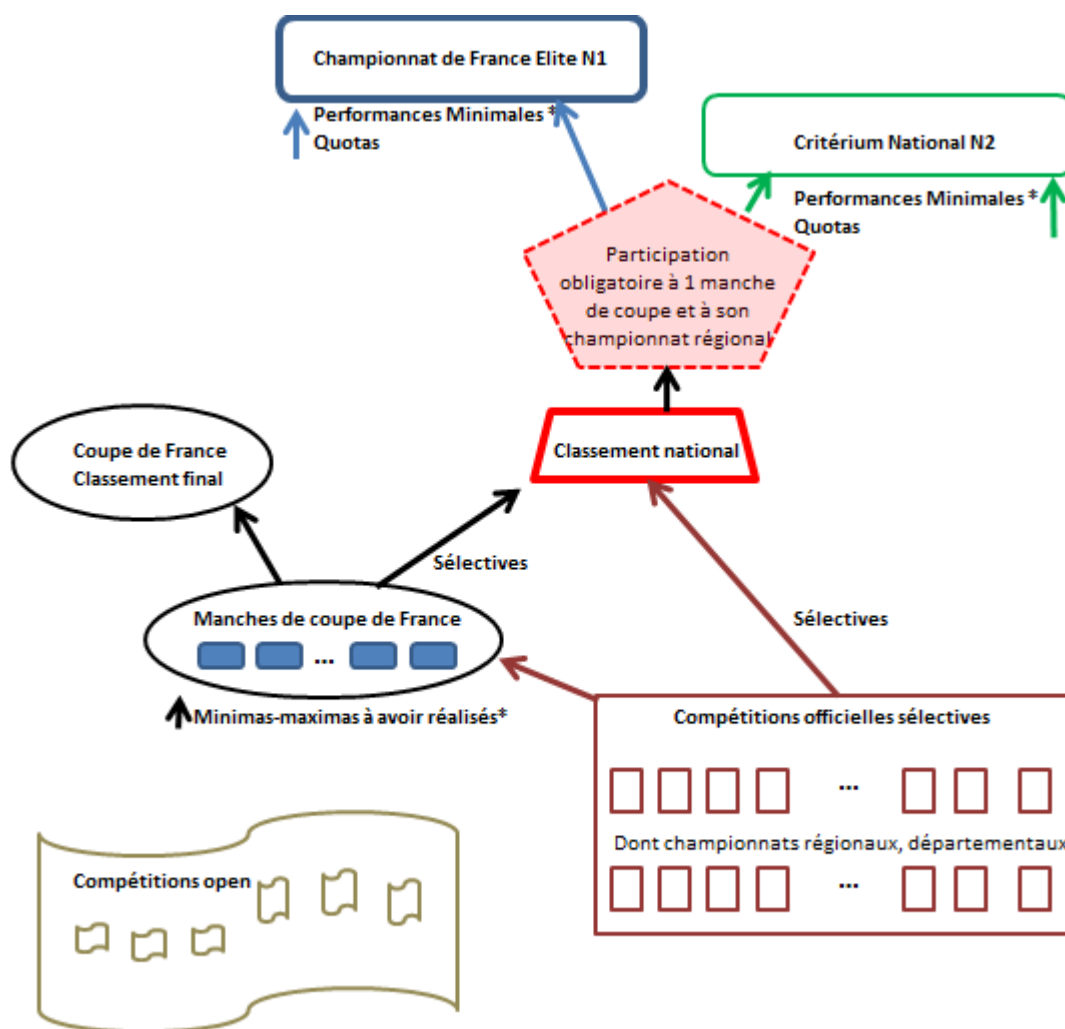 Championnat de France Elite N1
Performances Minimales *
Quotas
Critérium National N2
Performances Minimales *
Quotas
Participation
obligatoire à 1 manche
de coupe et à son
championnat régional
Classement national
Coupe de France
Classement final
Sélectives
Manches de coupe de France
...
Minimas-maximas à avoir réalisés*
Sélectives
Compétitions officielles sélectives
...
Dont championnats régionaux, départementaux
...
Compétitions open